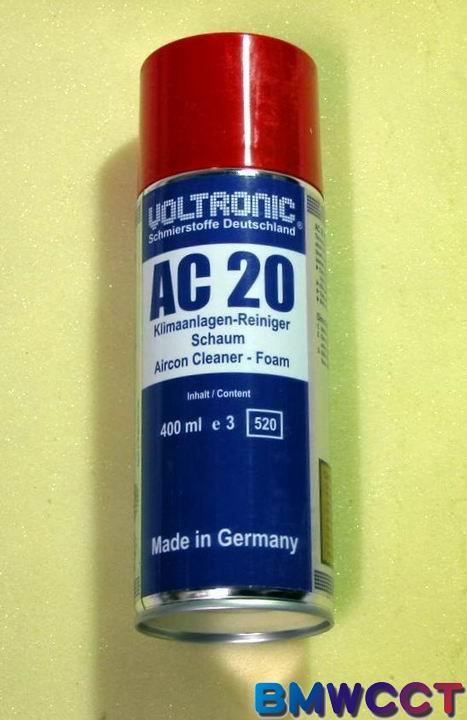 VOLTRONIC®
Schmierstoffe Deutschland
AC 20
Klimaanlagen-Reiniger
Schaum
Aircon Cleaner - Foam
Inhalt / Content
400 ml e 3 520
Made in Germany
BMWCCT